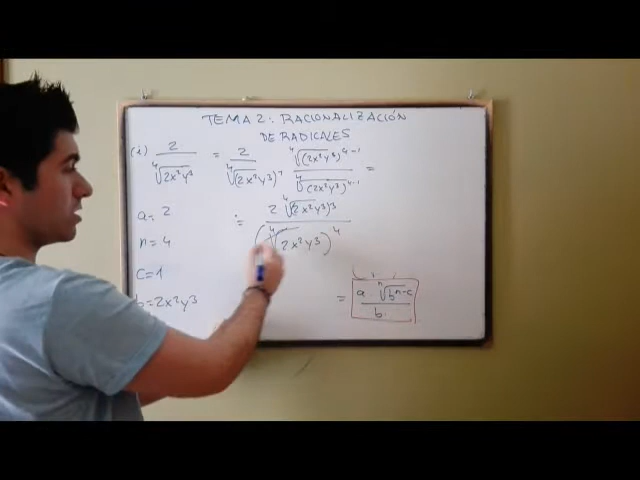 TEMA 2: RACIONALIZACIÓN
DE RADICALES
(i) 2/⁴√(2x²y³) = 2/⁴√(2x²y³)¹ ⁴√(2x²y³)⁴⁻¹/⁴√(2x²y³)⁴⁻¹ =
a = 2
= 2 ⁴√(2x²y³)³/(⁴√(2x²y³))⁴
n = 4
c = 1
b = 2x²y³
= a ⁿ√(bⁿ⁻ᶜ)/b